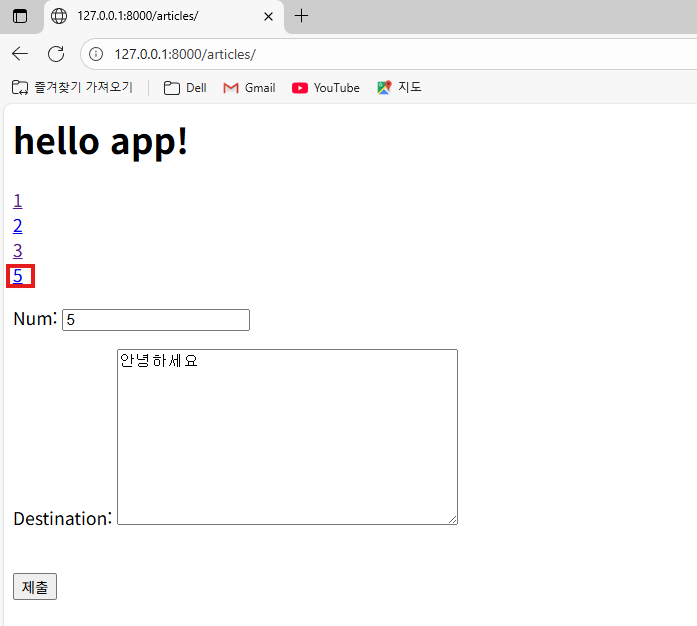 127.0.0.1:8000/articles/
127.0.0.1:8000/articles/
즐겨찾기 가져오기 Dell Gmail YouTube 지도
hello app!
1
2
3
5
Num: 5
안녕하세요
Destination:
제출